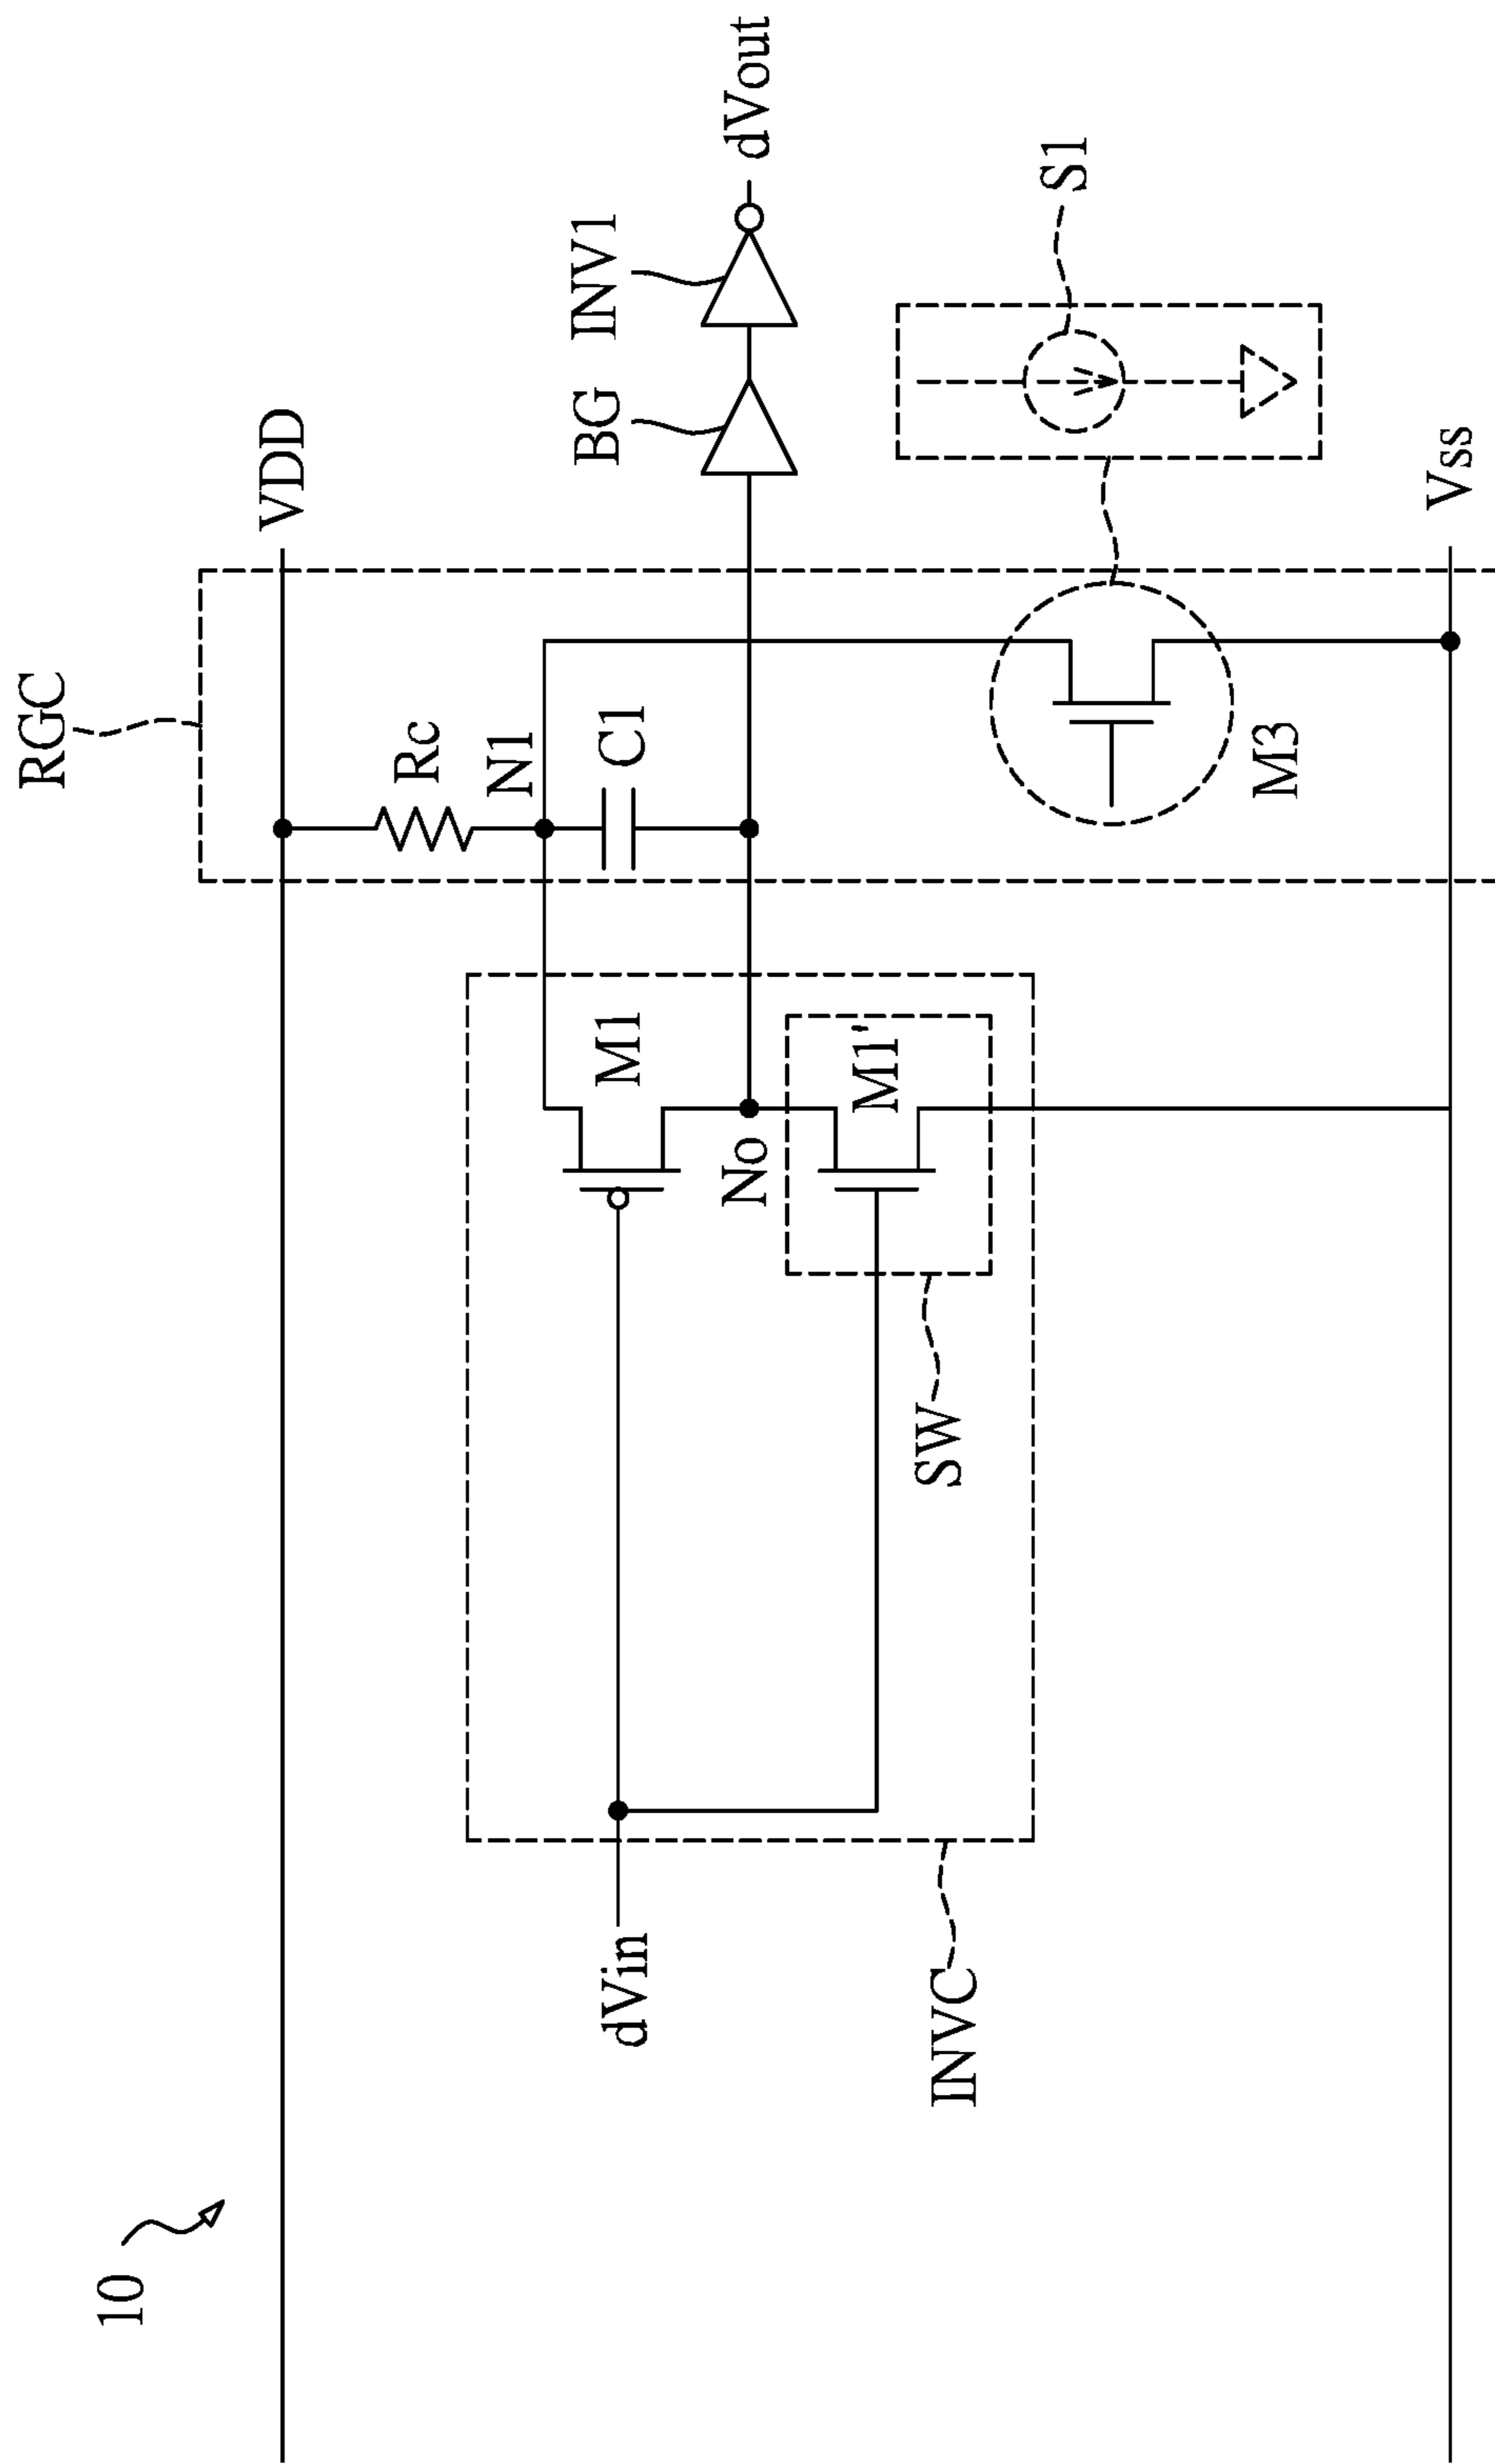 10
RGC
VDD
Rc
N1
C1
BG
INV1
dVout
M1
No
M1'
SW
dVin
INVC
S1
M3
Vss